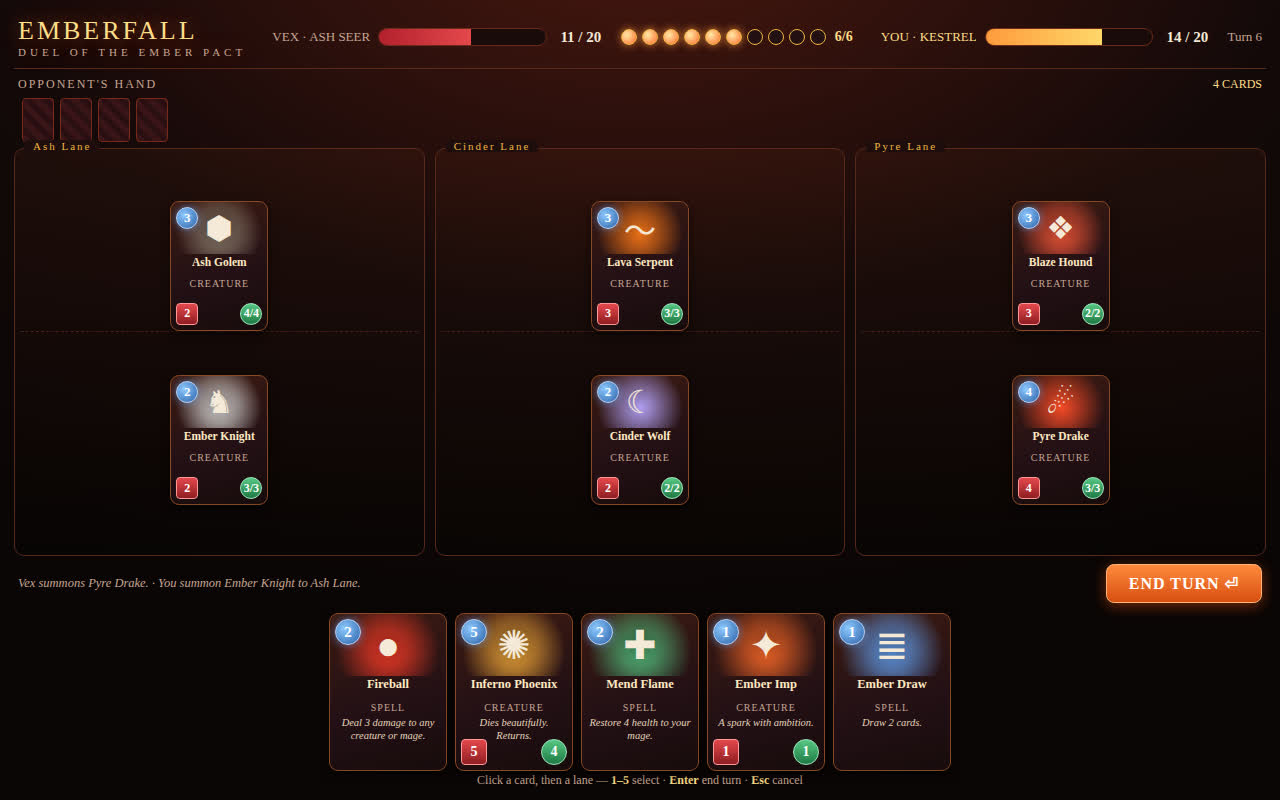 EMBERFALL
DUEL OF THE EMBER PACT
VEX · ASH SEER
11 / 20
6/6
YOU · KESTREL
14 / 20
Turn 6
OPPONENT'S HAND
4 CARDS
Ash Lane
Cinder Lane
Pyre Lane
3
Ash Golem
CREATURE
2
4/4
3
Lava Serpent
CREATURE
3
3/3
3
Blaze Hound
CREATURE
3
2/2
2
Ember Knight
CREATURE
2
3/3
2
Cinder Wolf
CREATURE
2
2/2
4
Pyre Drake
CREATURE
4
3/3
Vex summons Pyre Drake. · You summon Ember Knight to Ash Lane.
END TURN ⏎
2
Fireball
SPELL
Deal 3 damage to any
creature or mage.
5
Inferno Phoenix
CREATURE
Dies beautifully.
Returns.
5
4
2
Mend Flame
SPELL
Restore 4 health to your
mage.
1
Ember Imp
CREATURE
A spark with ambition.
1
1
1
Ember Draw
SPELL
Draw 2 cards.
Click a card, then a lane — 1–5 select · Enter end turn · Esc cancel